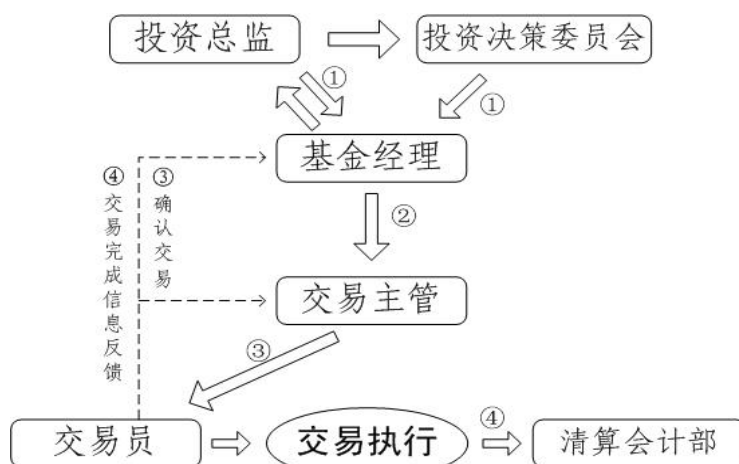 投资总监
投资决策委员会
①
①
基金经理
④交易完成信息反馈
③确认交易
②
交易主管
③
交易员
交易执行
④
清算会计部